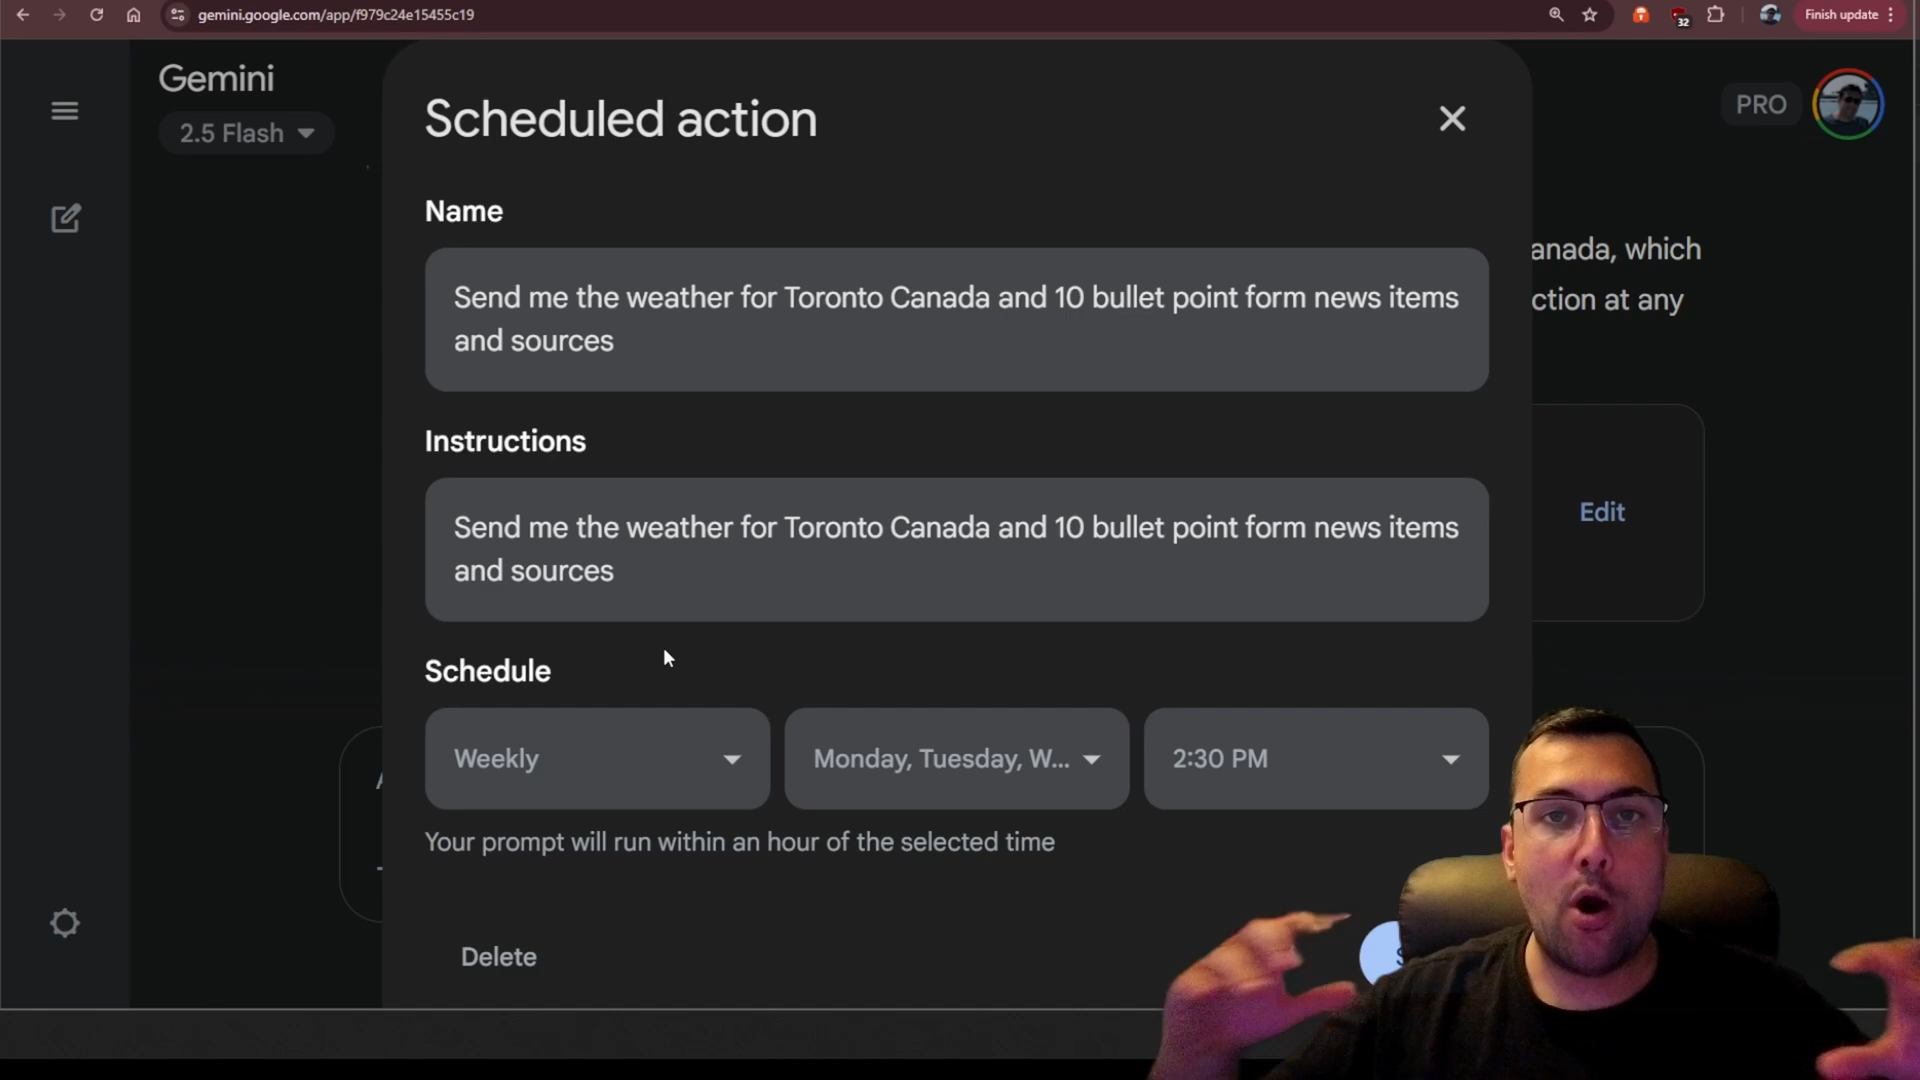 gemini.google.com/app/f979c24e15455c19
32
Finish update
Gemini
2.5 Flash
PRO
Scheduled action
Name
Send me the weather for Toronto Canada and 10 bullet point form news items
and sources
anada, which
ction at any
Instructions
Send me the weather for Toronto Canada and 10 bullet point form news items
and sources
Edit
Schedule
Weekly
Monday, Tuesday, W...
2:30 PM
Your prompt will run within an hour of the selected time
Delete